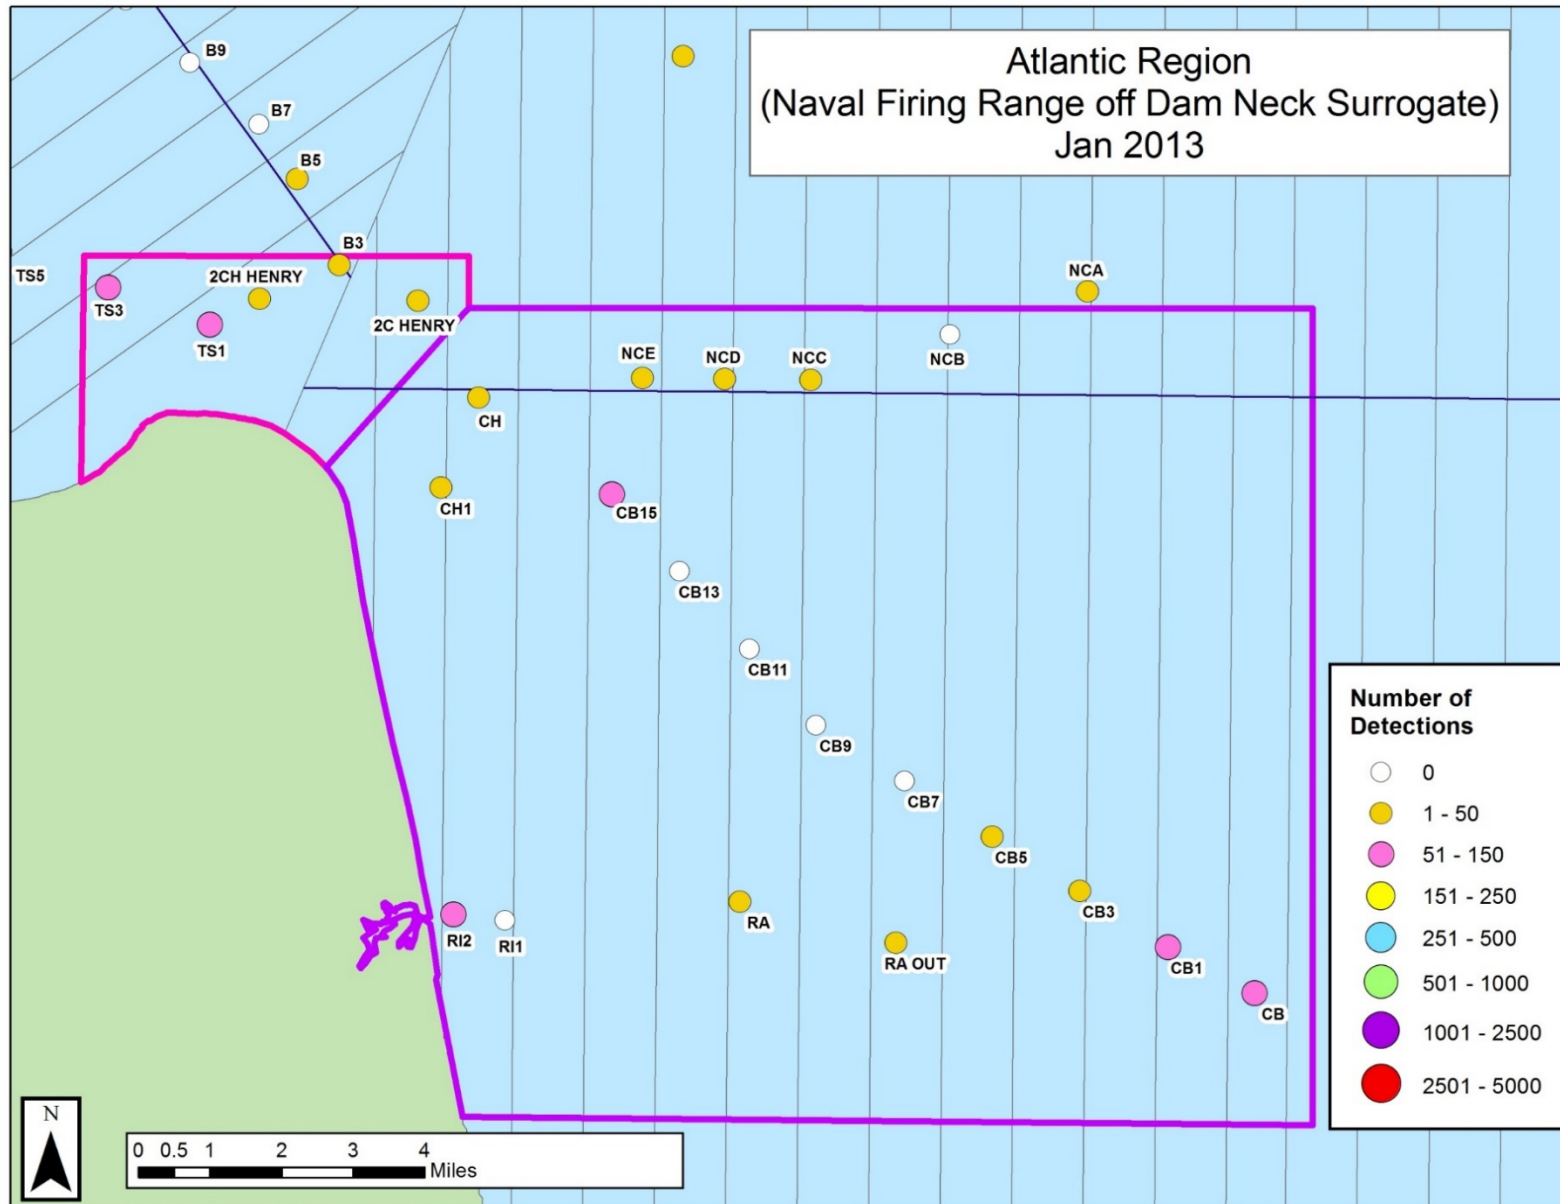 Atlantic Region
(Naval Firing Range off Dam Neck Surrogate)
Jan 2013
B9
B7
B5
B3
TS5
TS3
2CH HENRY
TS1
2C HENRY
NCA
NCB
NCE
NCD
NCC
CH
CH1
CB15
CB13
CB11
CB9
CB7
CB5
CB3
RA
RA OUT
RI2
RI1
CB1
CB
Number of
Detections
0
1 - 50
51 - 150
151 - 250
251 - 500
501 - 1000
1001 - 2500
2501 - 5000
N
0 0.5 1 2 3 4
Miles